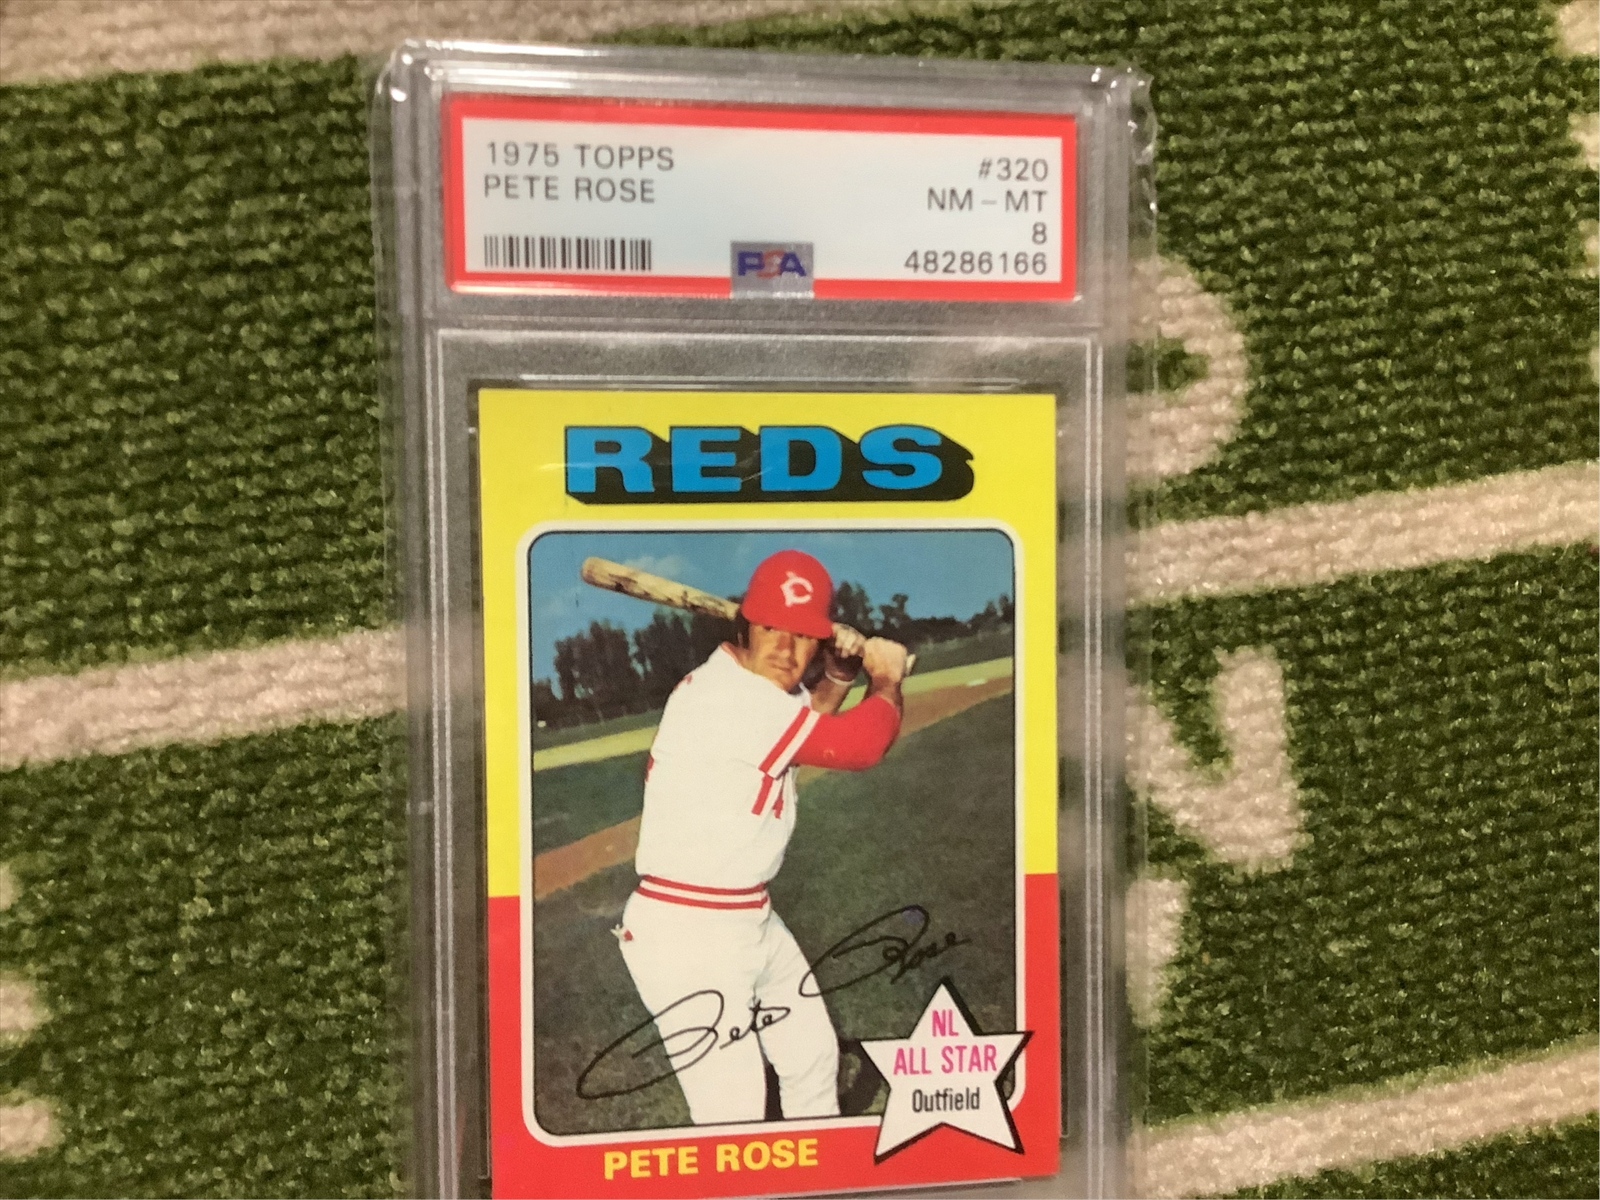 1975 TOPPS #320
PETE ROSE NM - MT
8
PSA 48286166
REDS
C
14
Pete Rose
NL
ALL STAR
Outfield
PETE ROSE